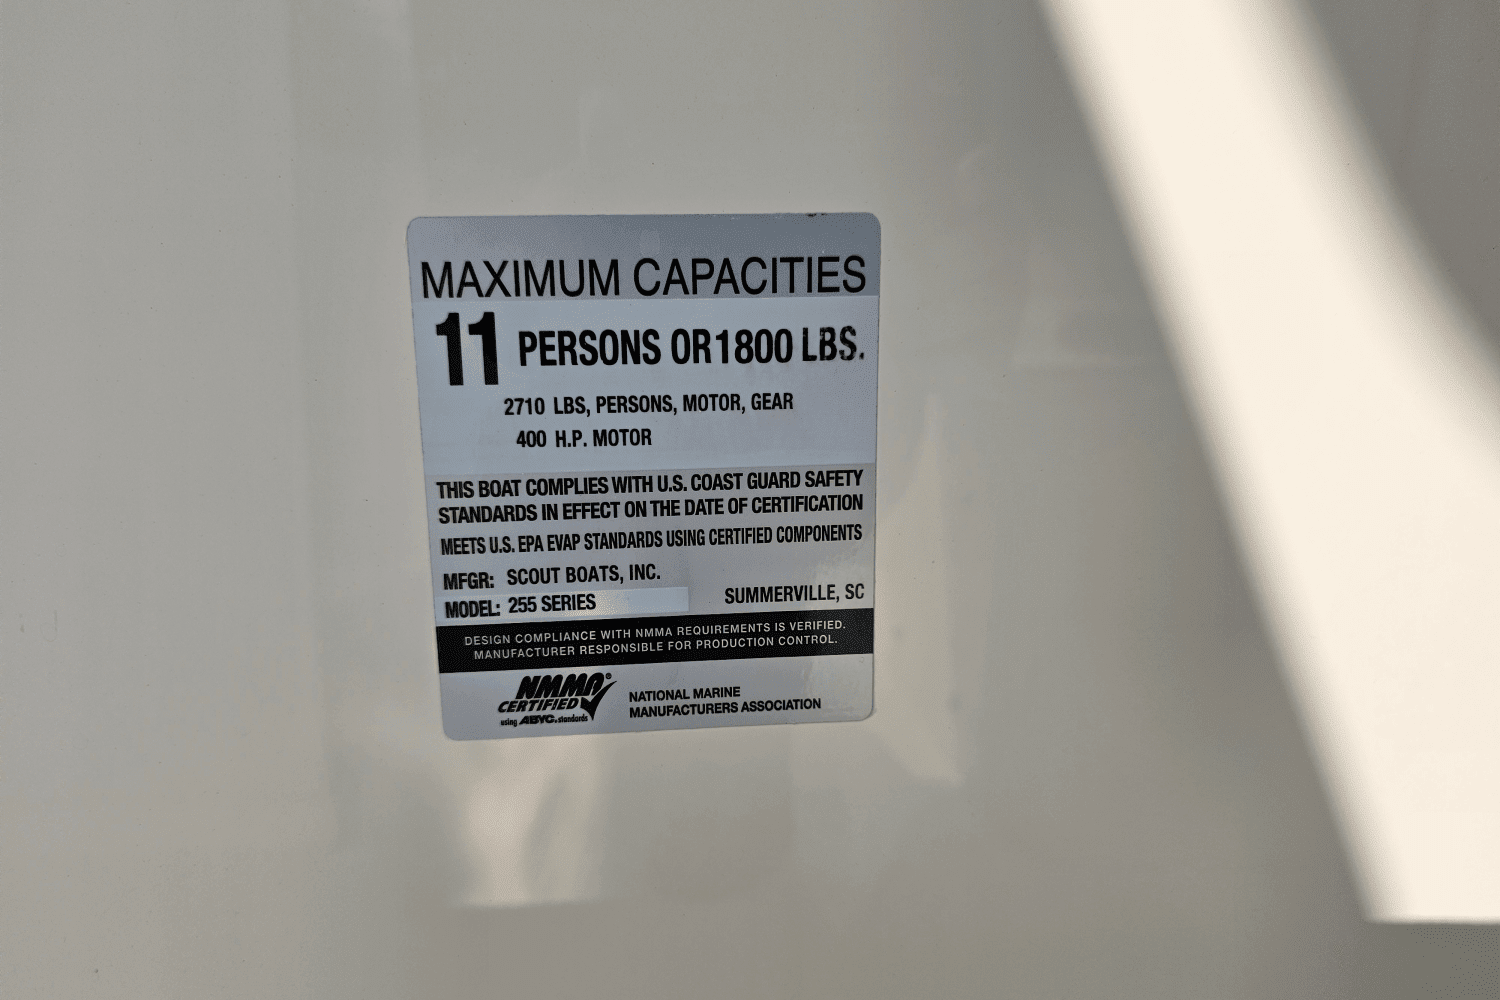 MAXIMUM CAPACITIES
11 PERSONS OR 1800 LBS.
2710 LBS, PERSONS, MOTOR, GEAR
400 H.P. MOTOR
THIS BOAT COMPLIES WITH U.S. COAST GUARD SAFETY
STANDARDS IN EFFECT ON THE DATE OF CERTIFICATION
MEETS U.S. EPA EVAP STANDARDS USING CERTIFIED COMPONENTS
MFGR: SCOUT BOATS, INC.
MODEL: 255 SERIES SUMMERVILLE, SC
DESIGN COMPLIANCE WITH NMMA REQUIREMENTS IS VERIFIED.
MANUFACTURER RESPONSIBLE FOR PRODUCTION CONTROL.
NMMA®
CERTIFIED
using ABYC. standards
NATIONAL MARINE
MANUFACTURERS ASSOCIATION